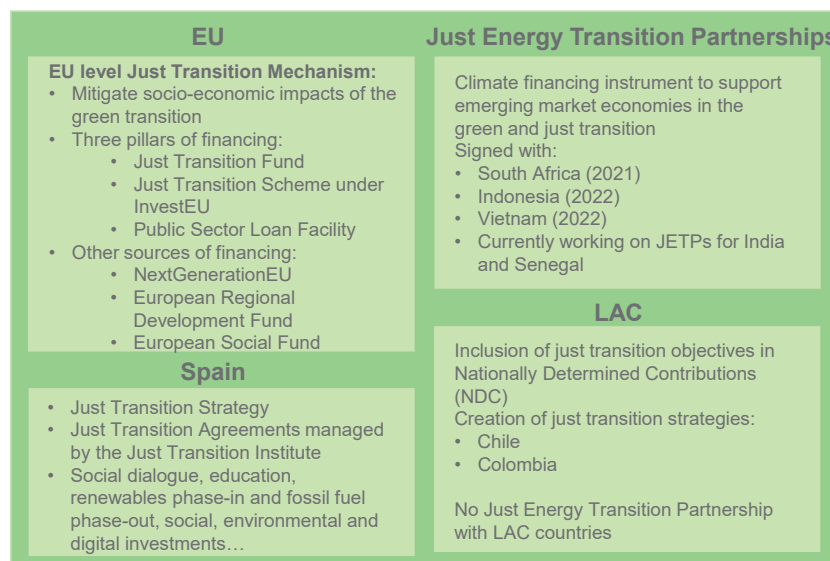 EU
EU level Just Transition Mechanism:
• Mitigate socio-economic impacts of the
green transition
• Three pillars of financing:
• Just Transition Fund
• Just Transition Scheme under
InvestEU
• Public Sector Loan Facility
• Other sources of financing:
• NextGenerationEU
• European Regional
Development Fund
• European Social Fund
Spain
• Just Transition Strategy
• Just Transition Agreements managed
by the Just Transition Institute
• Social dialogue, education,
renewables phase-in and fossil fuel
phase-out, social, environmental and
digital investments…
Just Energy Transition Partnerships
Climate financing instrument to support
emerging market economies in the
green and just transition
Signed with:
• South Africa (2021)
• Indonesia (2022)
• Vietnam (2022)
• Currently working on JETPs for India
and Senegal
LAC
Inclusion of just transition objectives in
Nationally Determined Contributions
(NDC)
Creation of just transition strategies:
• Chile
• Colombia
No Just Energy Transition Partnership
with LAC countries